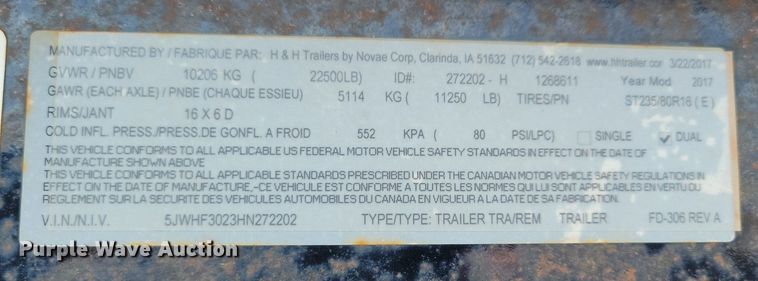 MANUFACTURED BY / FABRIQUE PAR: H & H Trailers by Novae Corp, Clarinda, IA 51632 (712) 542-2618 www.hhtrailer.cor 3/22/2017
GVWR / PNBV 10206 KG ( 22500LB) ID#: 272202 - H 1268611 Year Mod 2017
GAWR (EACH AXLE) / PNBE (CHAQUE ESSIEU) 5114 KG ( 11250 LB) TIRES/PN ST235/80R16 ( E )
RIMS/JANT 16 X 6 D
COLD INFL. PRESS./PRESS.DE GONFL. A FROID 552 KPA ( 80 PSI/LPC) SINGLE DUAL
THIS VEHICLE CONFORMS TO ALL APPLICABLE US FEDERAL MOTOR VEHICLE SAFETY STANDARDS IN EFFECT ON THE DATE OF
MANUFACTURE SHOWN ABOVE
THIS VEHICLE CONFORMS TO ALL APPLICABLE STANDARDS PRESCRIBED UNDER THE CANADIAN MOTOR VEHICLE SAFETY REGULATIONS IN
EFFECT ON THE DATE OF MANUFACTURE,-CE VEHICULE EST CONFORME A TOUTES LES NORMES QUI LUI SONT APPLICABLES EN VERTU DU
REGLEMENT SUR LA SECURITE DES VEHICULES AUTOMOBILES DU CANADA EN VIGUEUR A LA DATE DE SA FABRICATION.
V.I.N./N.I.V. 5JWHF3023HN272202 TYPE/TYPE: TRAILER TRA/REM TRAILER FD-306 REV A
Purple Wave Auction